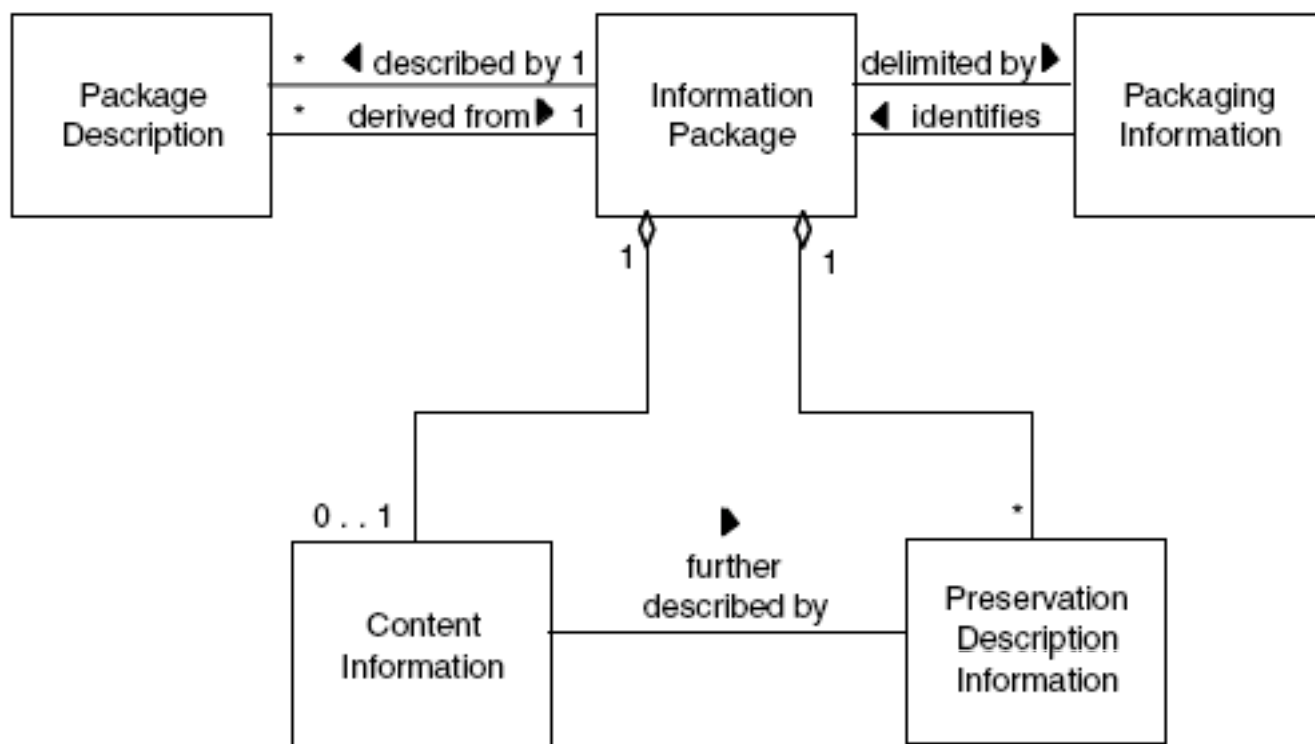 Package
Description
* described by 1
* derived from 1
Information
Package
delimited by
identifies
Packaging
Information
1
1
0 . . 1
*
further
described by
Content
Information
Preservation
Description
Information